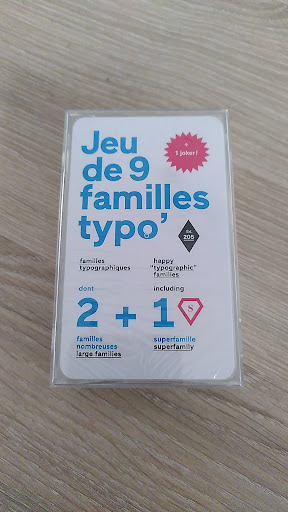 Jeu
de 9
familles
typo’
+
1 joker!
Éd.
205
familles
typographiques
happy
"typographic"
families
dont
including
2 + 1
S
familles
nombreuses
large families
superfamille
superfamily